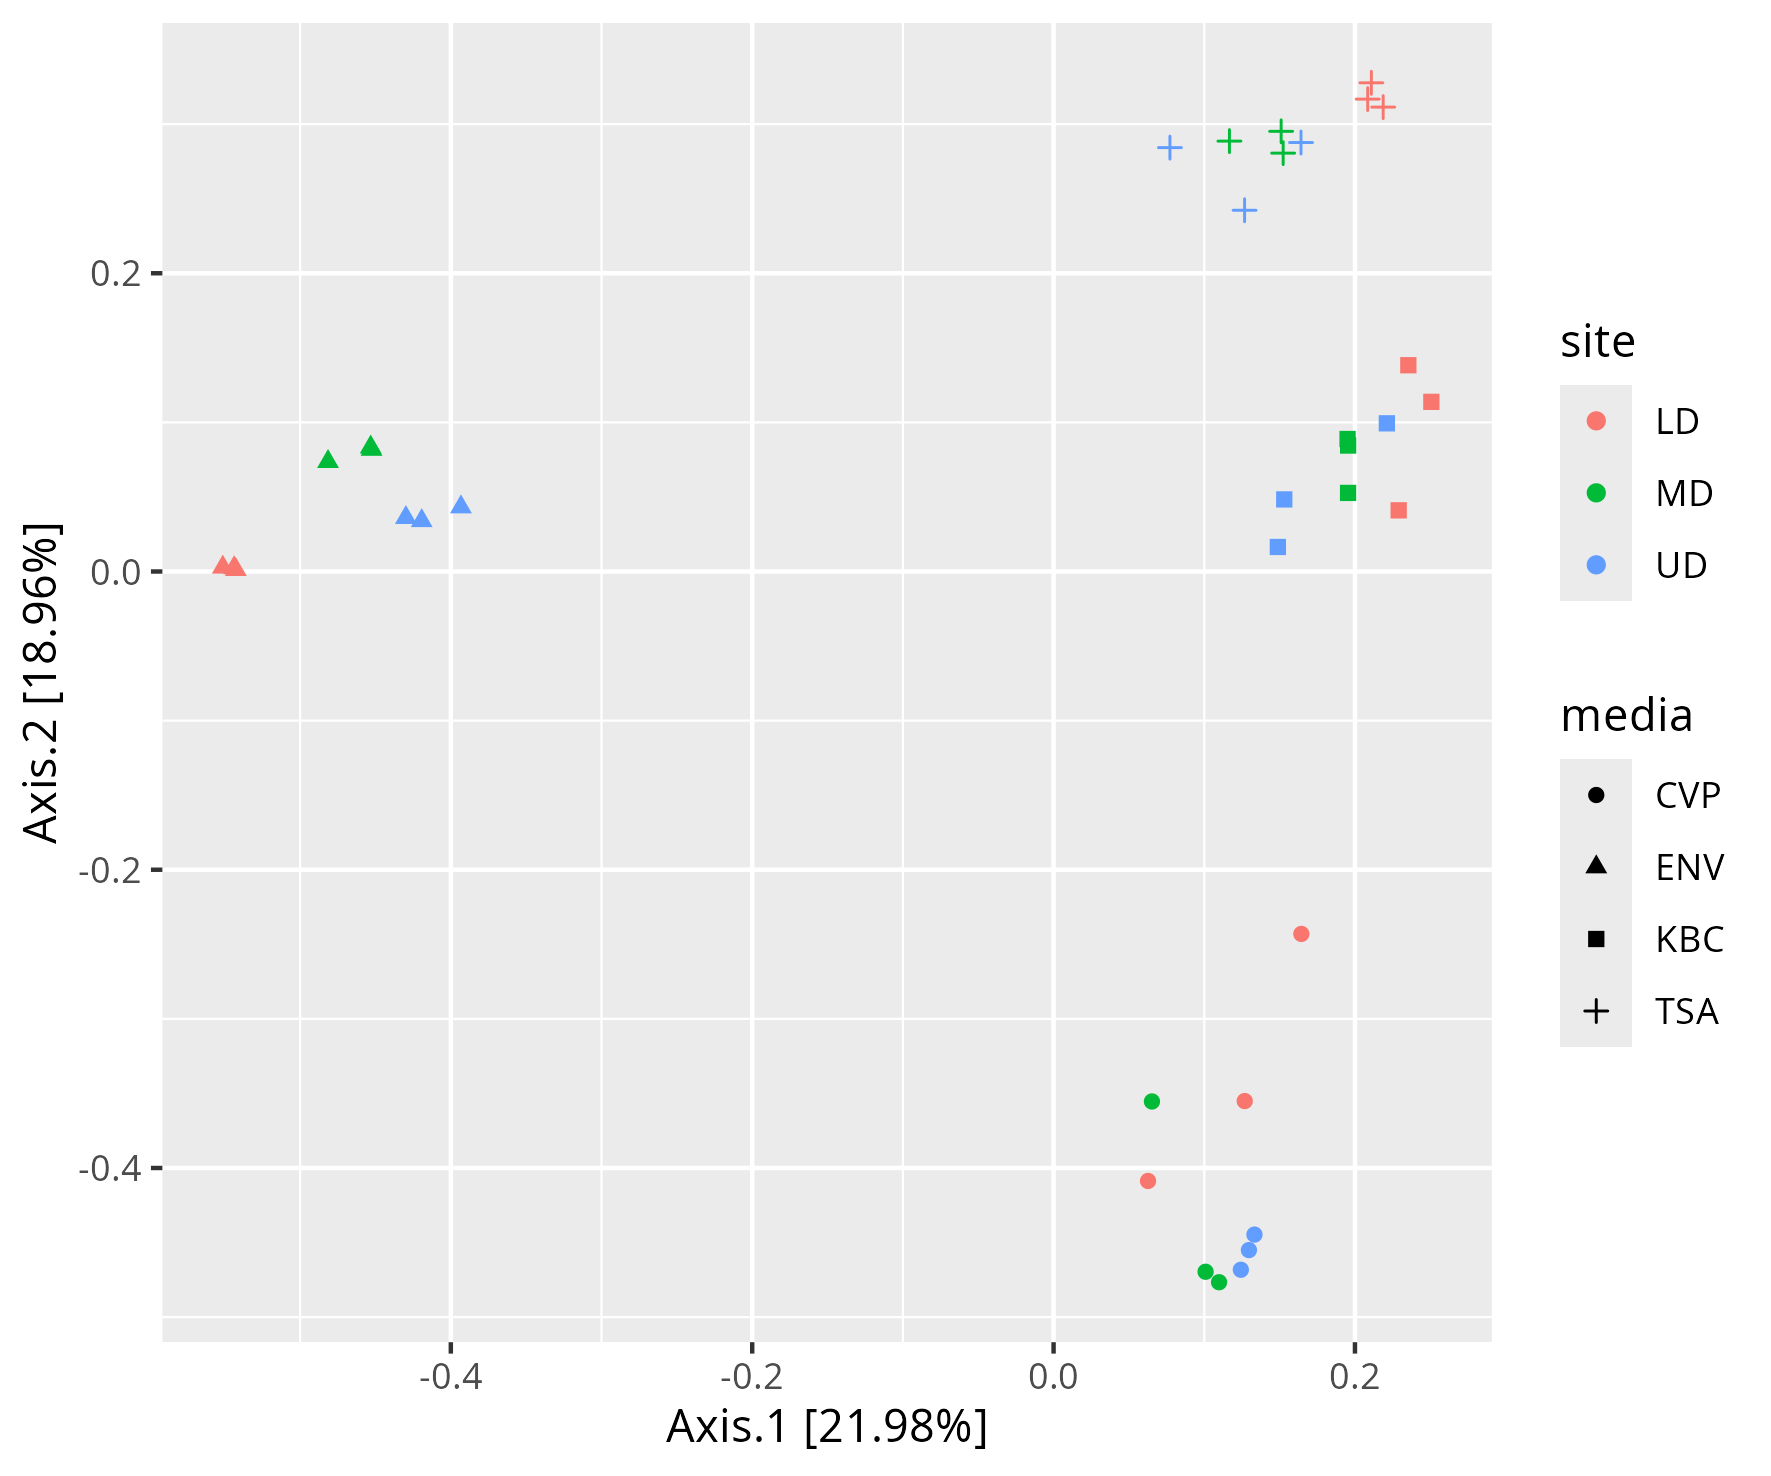 0.2
0.0
-0.2
-0.4
Axis.2 [18.96%]
-0.4
-0.2
0.0
0.2
Axis.1 [21.98%]
site
LD
MD
UD
media
CVP
ENV
KBC
TSA